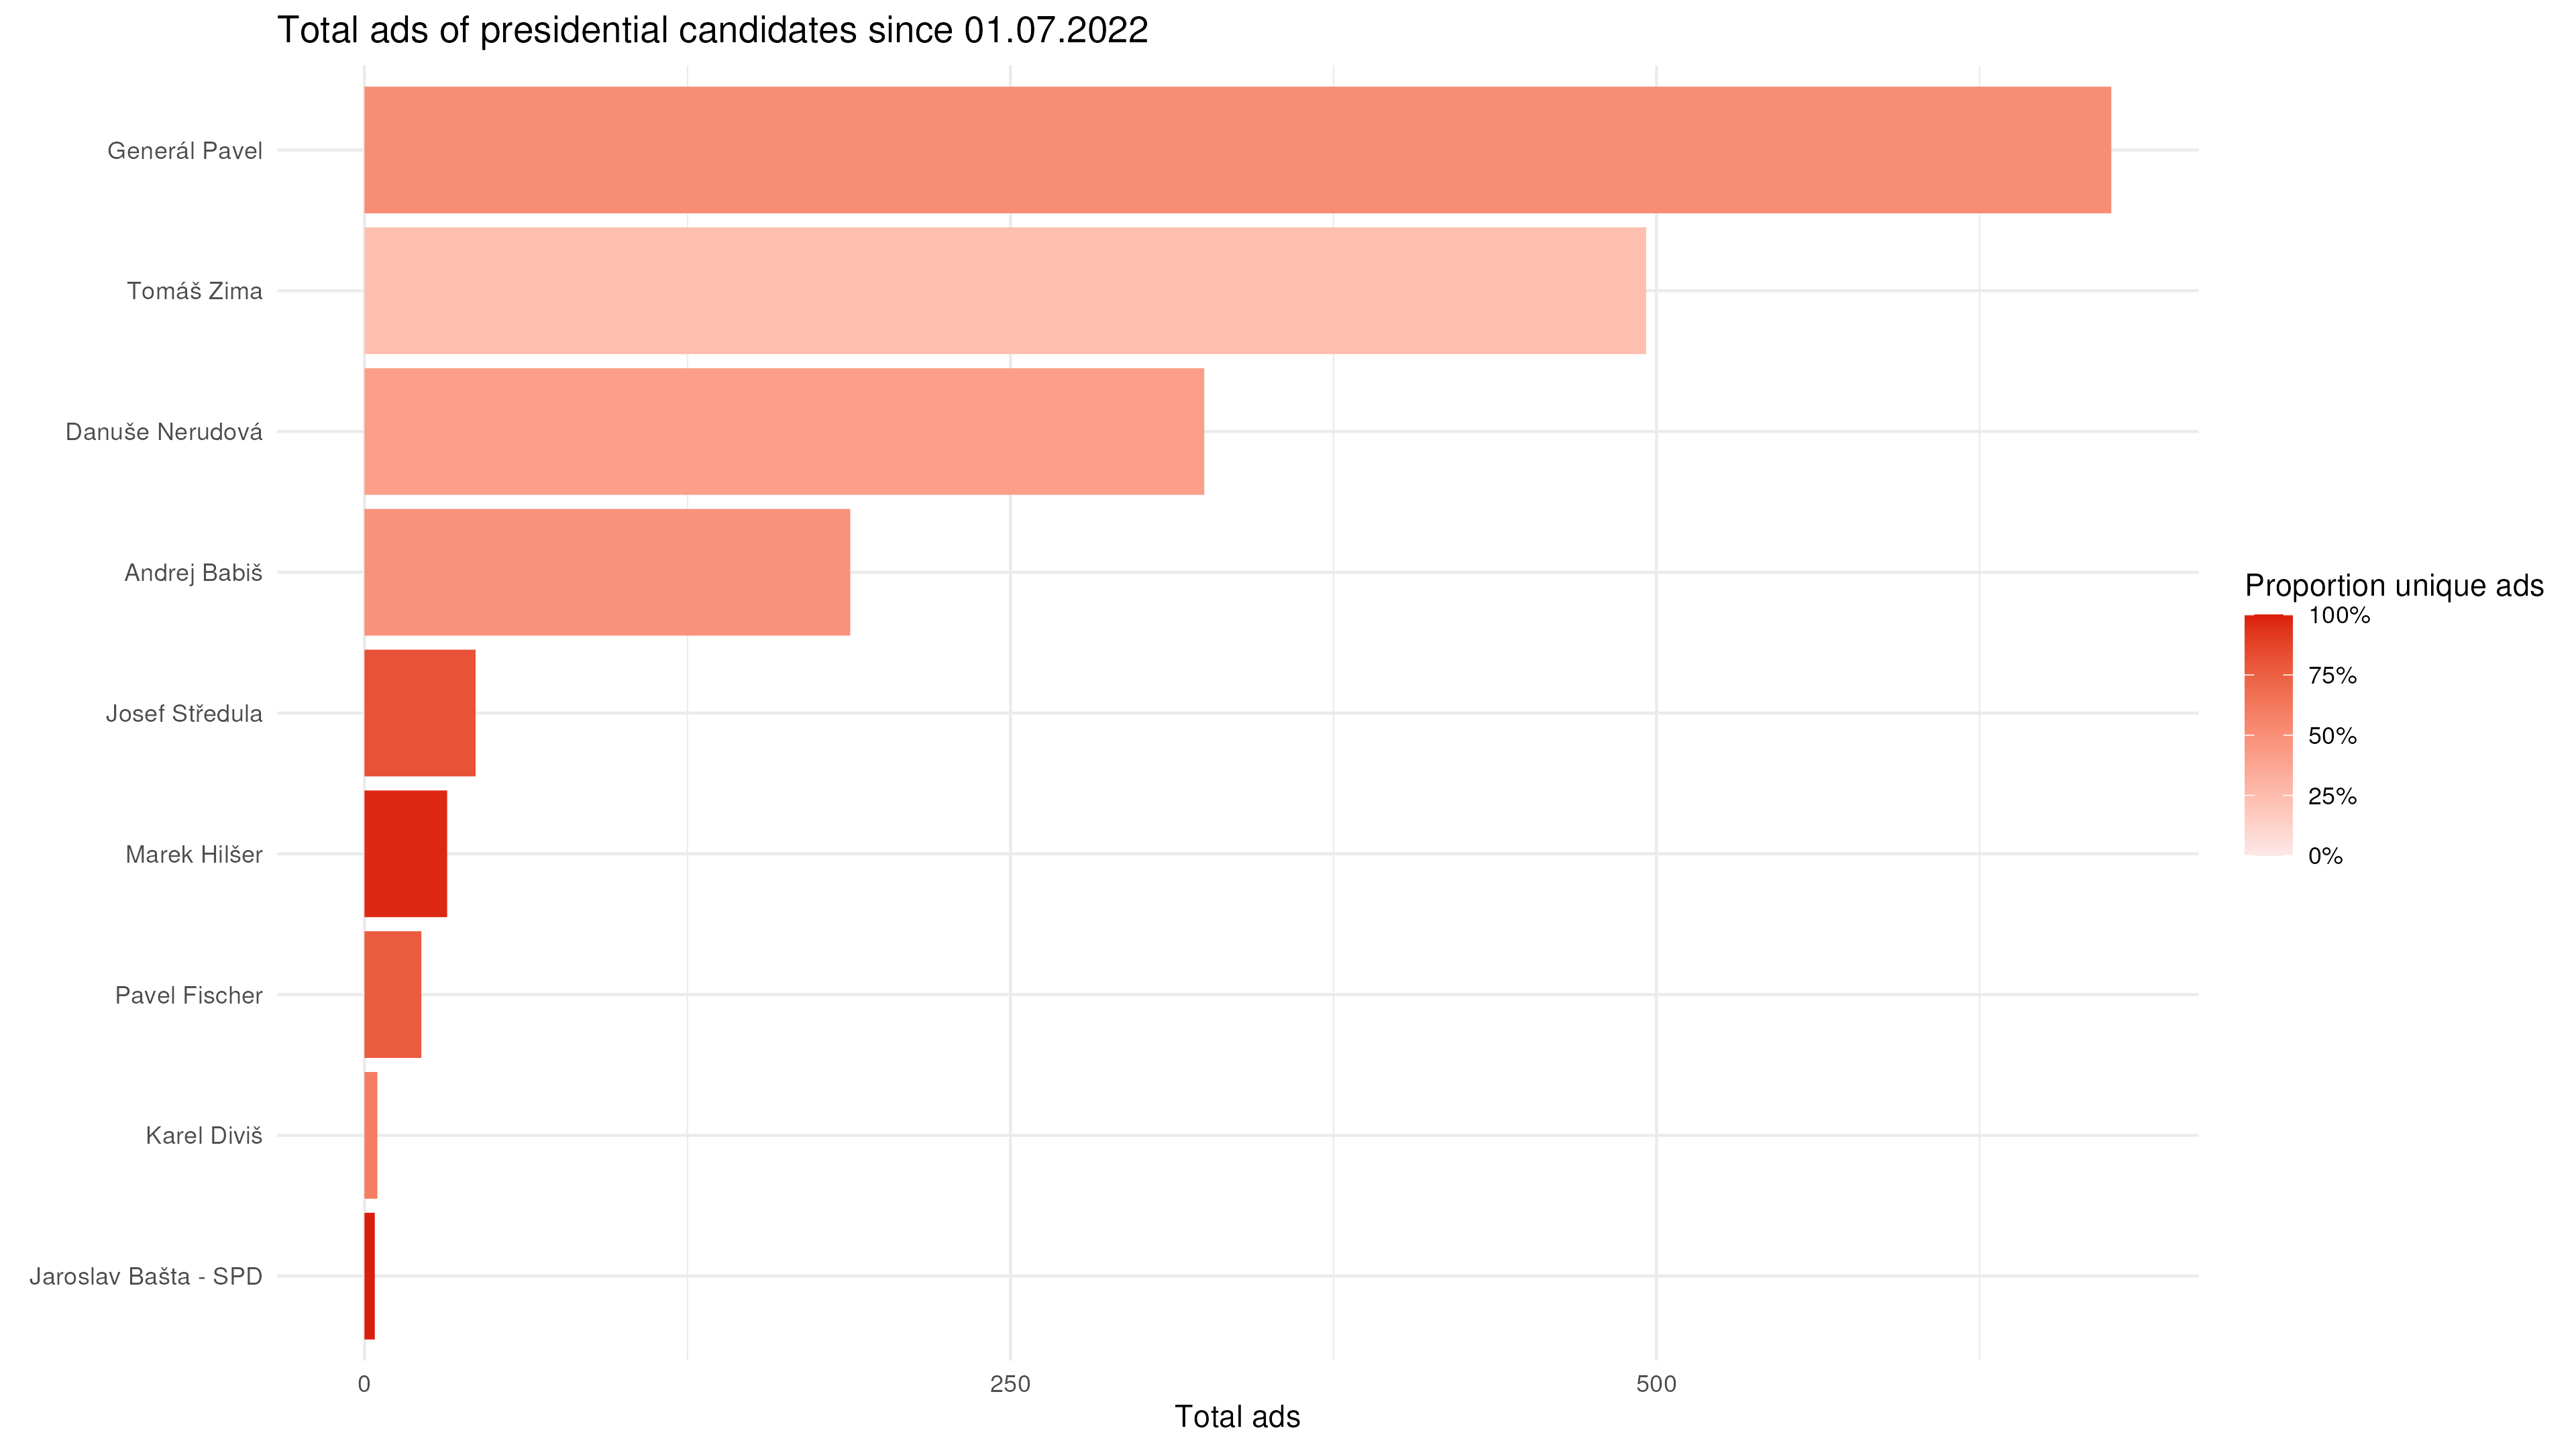 Total ads of presidential candidates since 01.07.2022
Generál Pavel
Tomáš Zima
Danuše Nerudová
Andrej Babiš
Josef Středula
Marek Hilšer
Pavel Fischer
Karel Diviš
Jaroslav Bašta - SPD
0
250
500
Total ads
Proportion unique ads
100%
75%
50%
25%
0%